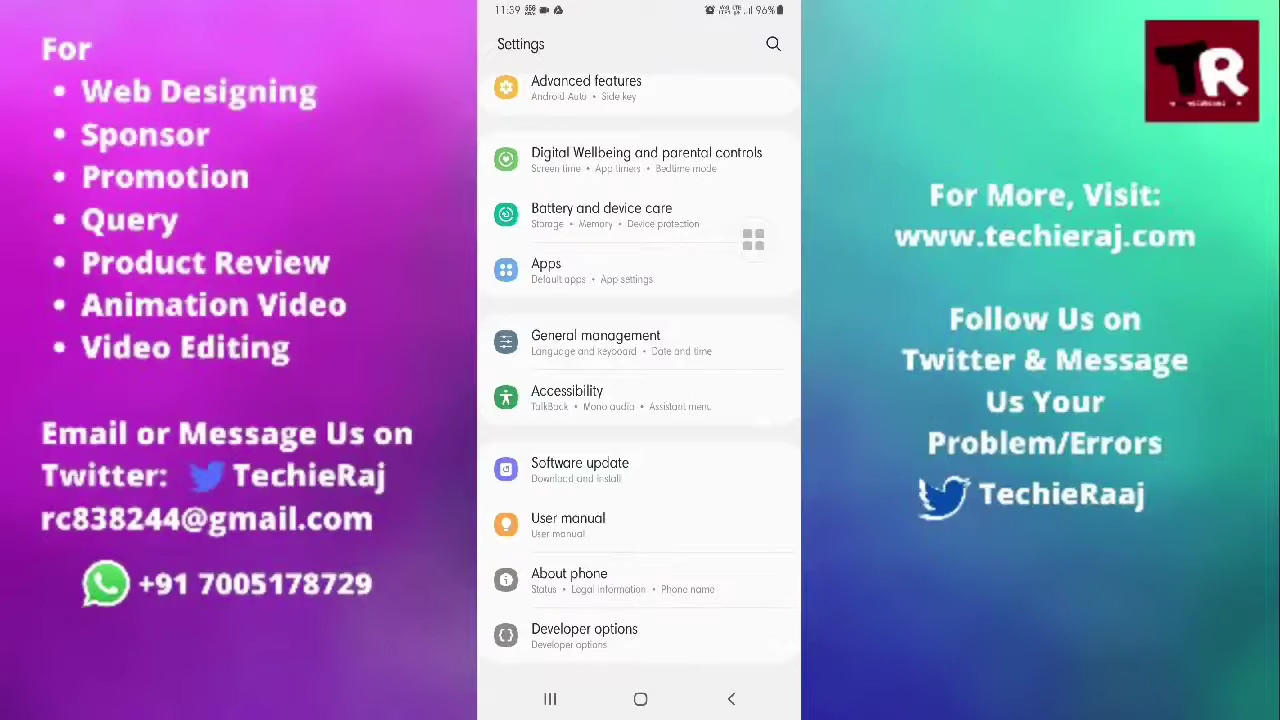 For
• Web Designing
• Sponsor
• Promotion
• Query
• Product Review
• Animation Video
• Video Editing
Email or Message Us on
Twitter: TechieRaj
rc838244@gmail.com
+91 7005178729
11:39
96%
Settings
Advanced features
Android Auto • Side key
Digital Wellbeing and parental controls
Screen time • App timers • Bedtime mode
Battery and device care
Storage • Memory • Device protection
Apps
Default apps • App settings
General management
Language and keyboard • Date and time
Accessibility
TalkBack • Mono audio • Assistant menu
Software update
Download and install
User manual
User manual
About phone
Status • Legal information • Phone name
Developer options
Developer options
TR
For More, Visit:
www.techieraj.com
Follow Us on
Twitter & Message
Us Your
Problem/Errors
TechieRaaj